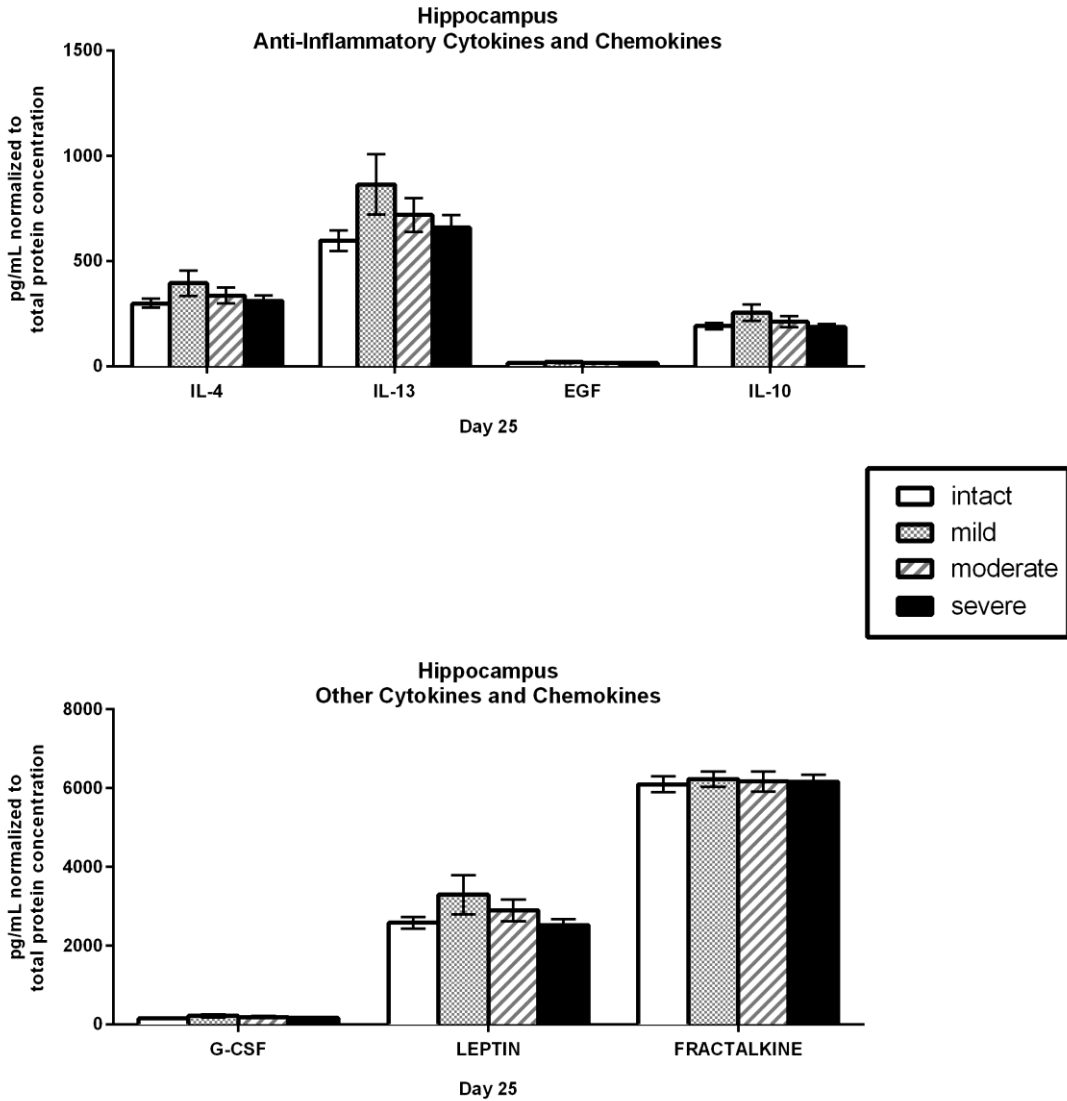 Hippocampus
Anti-Inflammatory Cytokines and Chemokines
pg/mL normalized to
total protein concentration
1500
1000
500
0
IL-4 IL-13 EGF IL-10
Day 25
intact
mild
moderate
severe
Hippocampus
Other Cytokines and Chemokines
pg/mL normalized to
total protein concentration
8000
6000
4000
2000
0
G-CSF LEPTIN FRACTALKINE
Day 25